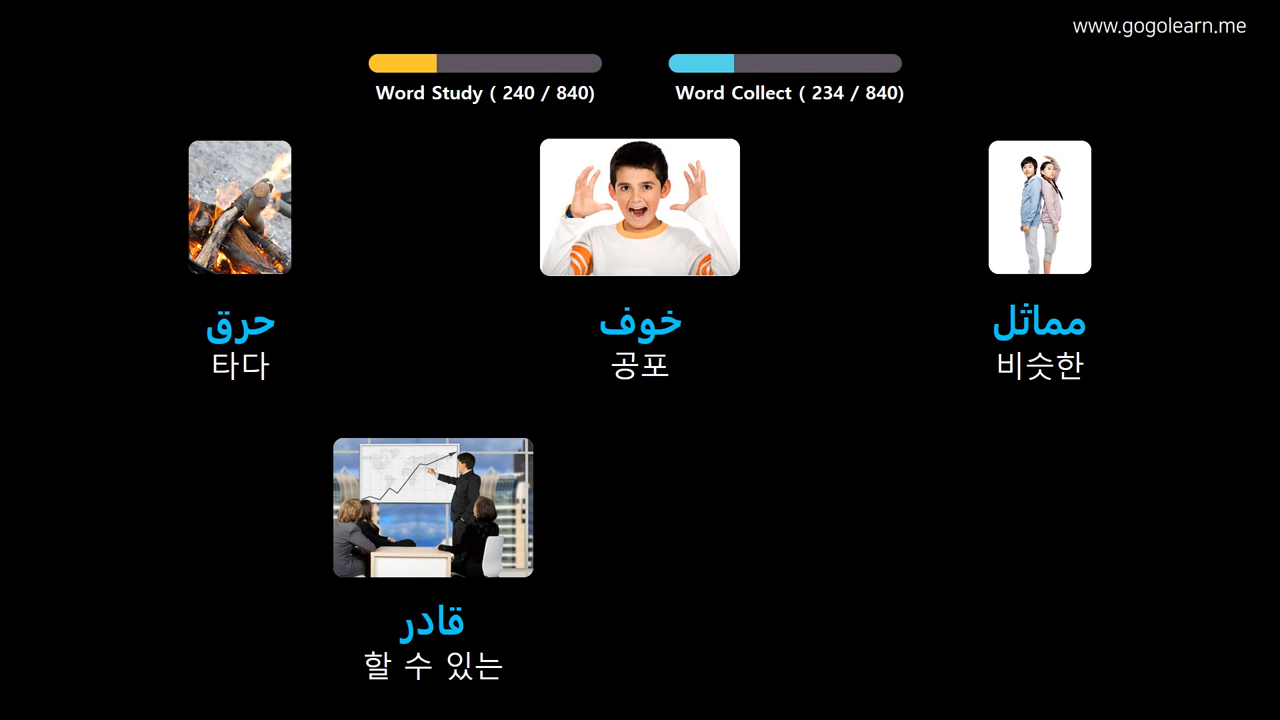 www.gogolearn.me
Word Study ( 240 / 840)
Word Collect ( 234 / 840)
حرق
타다
خوف
공포
مماثل
비슷한
قادر
할 수 있는